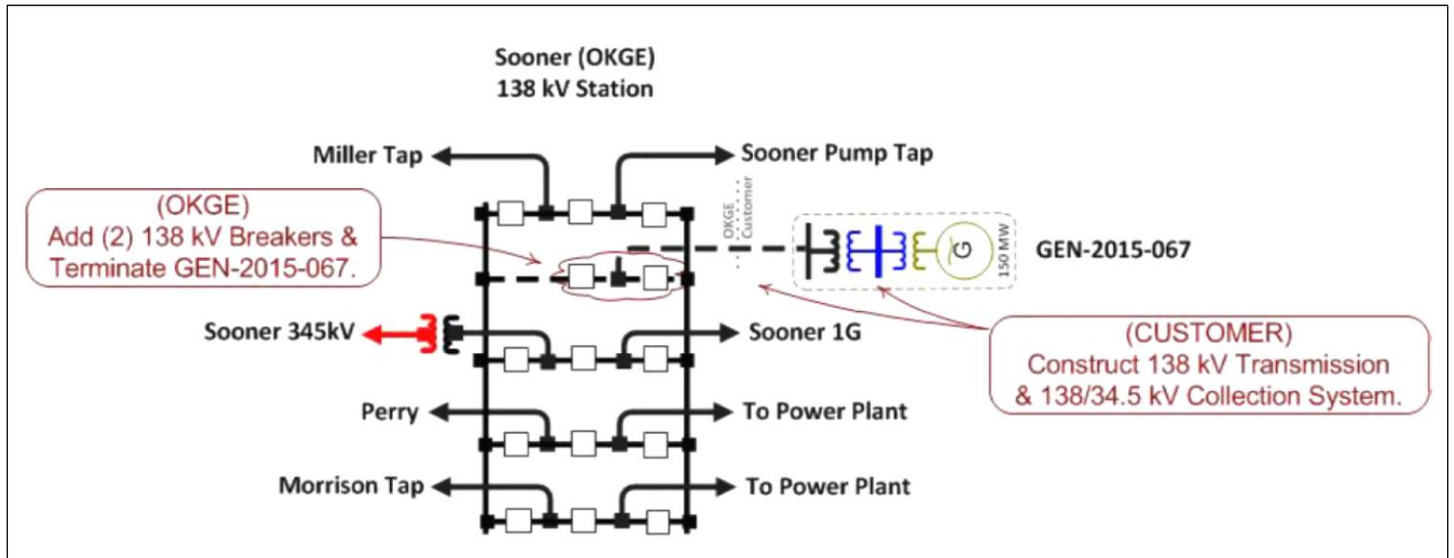 Sooner (OKGE)
138 kV Station
Miller Tap
Sooner Pump Tap
(OKGE)
Add (2) 138 kV Breakers &
Terminate GEN-2015-067.
OKGE
Customer
G
150 MW
GEN-2015-067
Sooner 345kV
Sooner 1G
(CUSTOMER)
Construct 138 kV Transmission
& 138/34.5 kV Collection System.
Perry
To Power Plant
Morrison Tap
To Power Plant